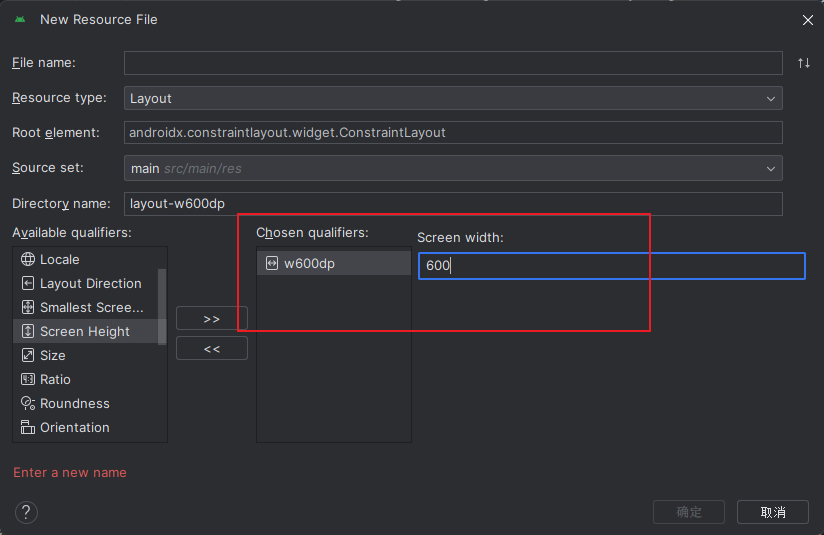 New Resource File
File name:
Resource type: Layout
Root element: androidx.constraintlayout.widget.ConstraintLayout
Source set: main src/main/res
Directory name: layout-w600dp
Available qualifiers:
Chosen qualifiers:
Screen width:
Locale
Layout Direction
Smallest Scree...
Screen Height
Size
Ratio
Roundness
Orientation
>>
<<
w600dp
600
Enter a new name
?
确定
取消